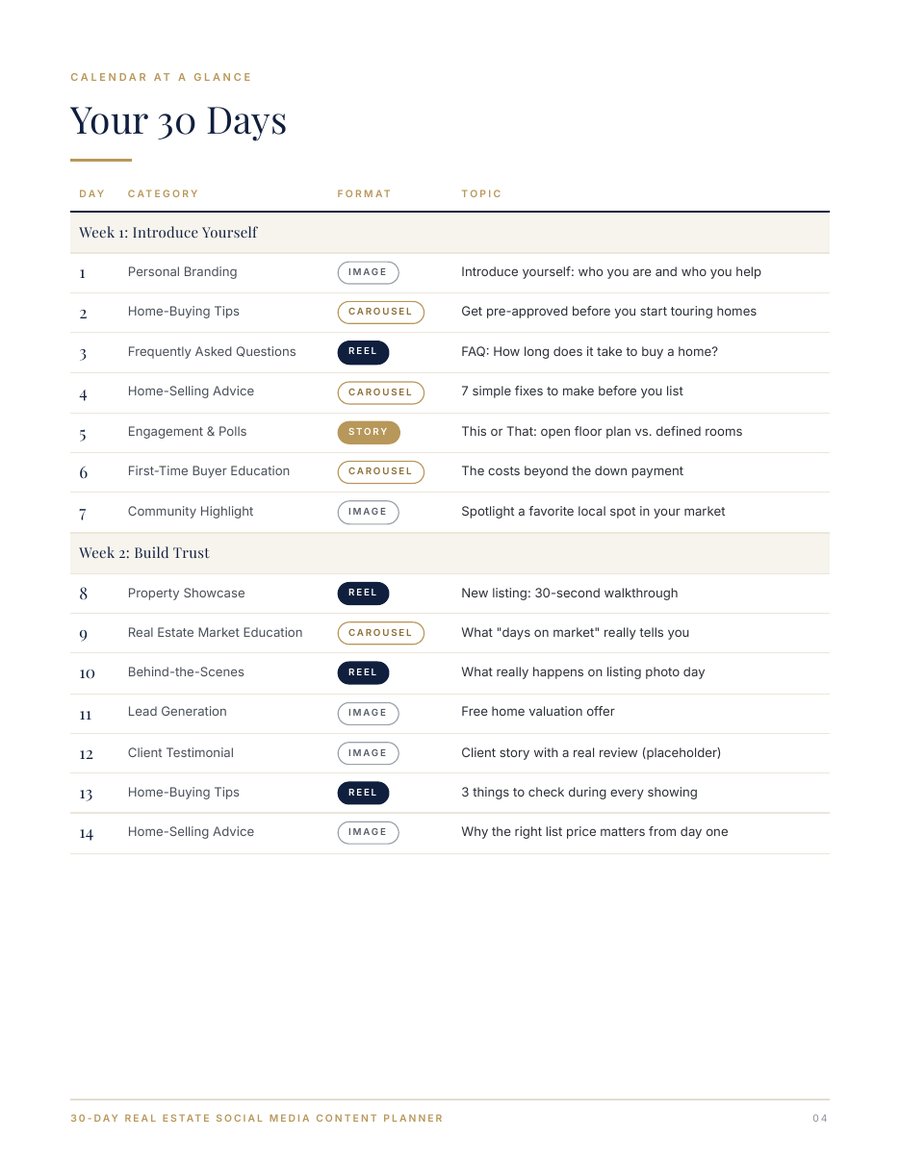 CALENDAR AT A GLANCE
Your 30 Days
DAY CATEGORY FORMAT TOPIC
Week 1: Introduce Yourself
1 Personal Branding IMAGE Introduce yourself: who you are and who you help
2 Home-Buying Tips CAROUSEL Get pre-approved before you start touring homes
3 Frequently Asked Questions REEL FAQ: How long does it take to buy a home?
4 Home-Selling Advice CAROUSEL 7 simple fixes to make before you list
5 Engagement & Polls STORY This or That: open floor plan vs. defined rooms
6 First-Time Buyer Education CAROUSEL The costs beyond the down payment
7 Community Highlight IMAGE Spotlight a favorite local spot in your market
Week 2: Build Trust
8 Property Showcase REEL New listing: 30-second walkthrough
9 Real Estate Market Education CAROUSEL What "days on market" really tells you
10 Behind-the-Scenes REEL What really happens on listing photo day
11 Lead Generation IMAGE Free home valuation offer
12 Client Testimonial IMAGE Client story with a real review (placeholder)
13 Home-Buying Tips REEL 3 things to check during every showing
14 Home-Selling Advice IMAGE Why the right list price matters from day one
30-DAY REAL ESTATE SOCIAL MEDIA CONTENT PLANNER 04